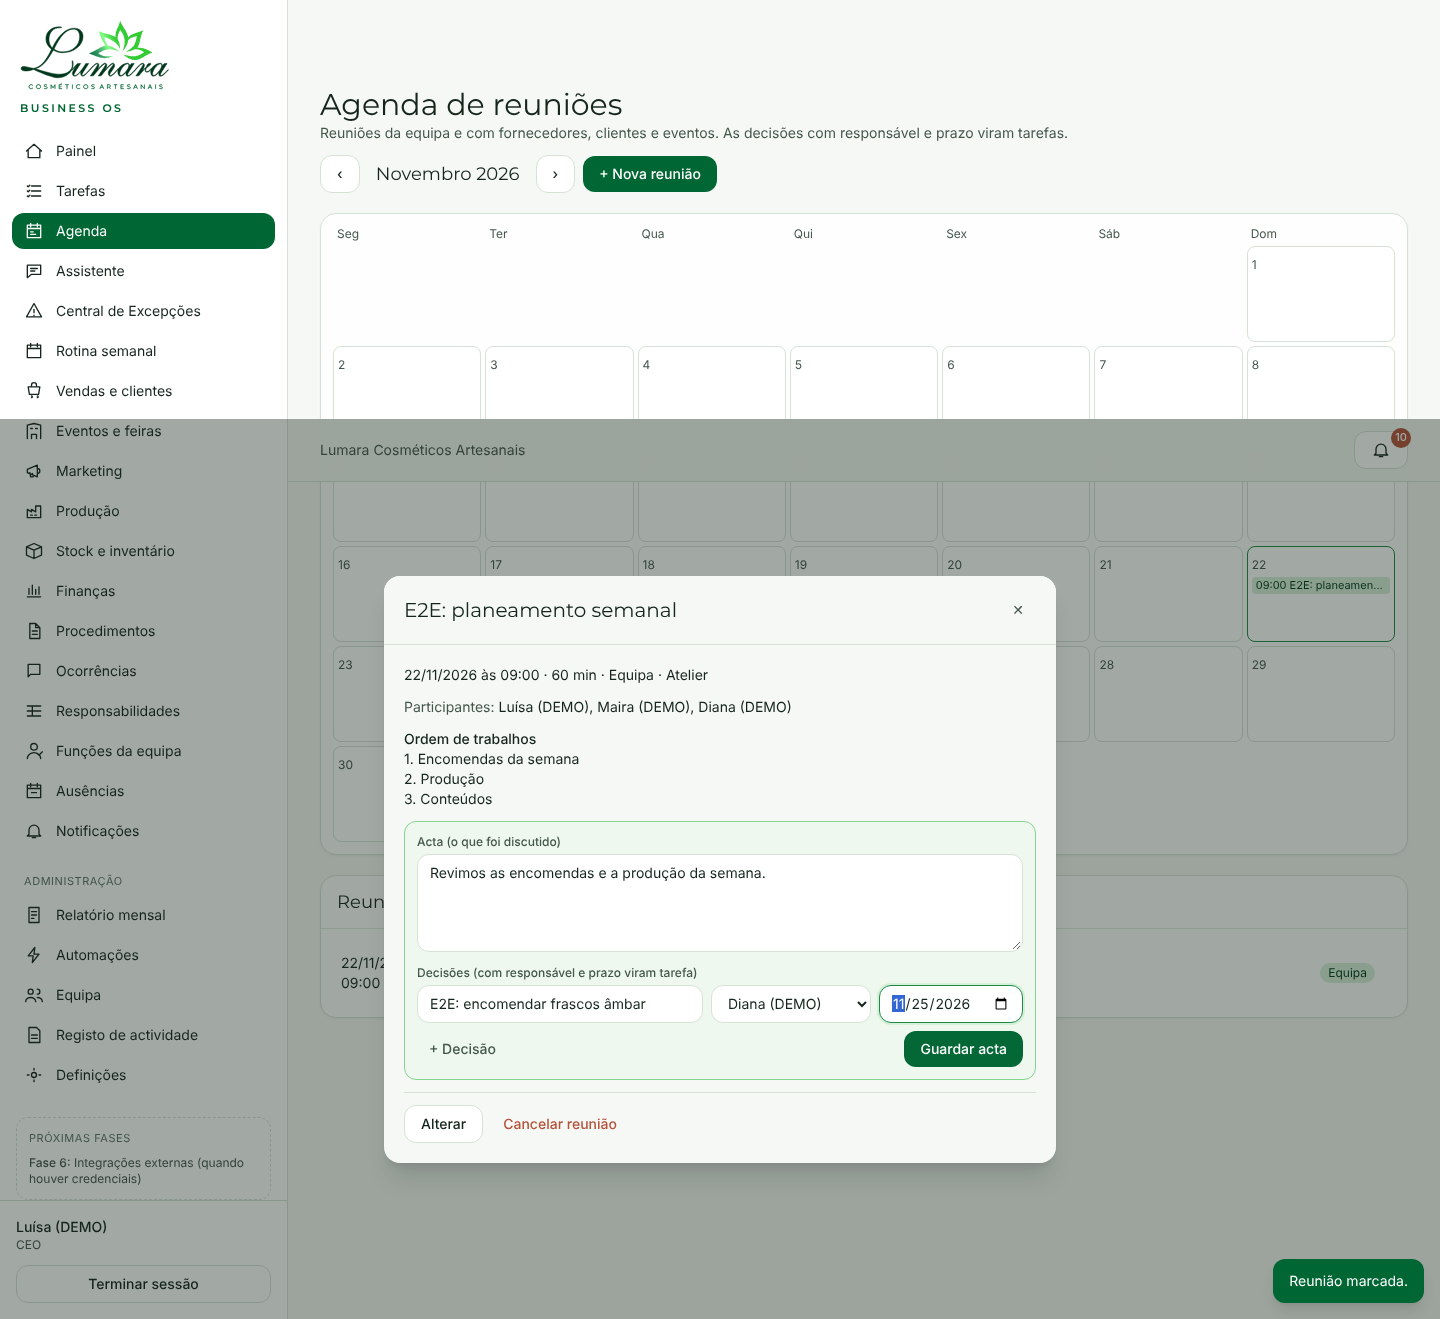 Lumara
COSMÉTICOS ARTESANAIS
BUSINESS OS
Painel
Tarefas
Agenda
Assistente
Central de Excepções
Rotina semanal
Vendas e clientes
Eventos e feiras
Marketing
Produção
Stock e inventário
Finanças
Procedimentos
Ocorrências
Responsabilidades
Funções da equipa
Ausências
Notificações
ADMINISTRAÇÃO
Relatório mensal
Automações
Equipa
Registo de actividade
Definições
PRÓXIMAS FASES
Fase 6: Integrações externas (quando
houver credenciais)
Luísa (DEMO)
CEO
Terminar sessão
Agenda de reuniões
Reuniões da equipa e com fornecedores, clientes e eventos. As decisões com responsável e prazo viram tarefas.
‹ Novembro 2026 › + Nova reunião
Seg Ter Qua Qui Sex Sáb Dom
1
2 3 4 5 6 7 8
Lumara Cosméticos Artesanais
10
16 17 18 19 20 21 22
09:00 E2E: planeamen...
23 28 29
30
Reun
22/11/2
09:00
Equipa
E2E: planeamento semanal
×
22/11/2026 às 09:00 · 60 min · Equipa · Atelier
Participantes: Luísa (DEMO), Maira (DEMO), Diana (DEMO)
Ordem de trabalhos
1. Encomendas da semana
2. Produção
3. Conteúdos
Acta (o que foi discutido)
Revimos as encomendas e a produção da semana.
Decisões (com responsável e prazo viram tarefa)
E2E: encomendar frascos âmbar Diana (DEMO) 11/25/2026
+ Decisão Guardar acta
Alterar Cancelar reunião
Reunião marcada.